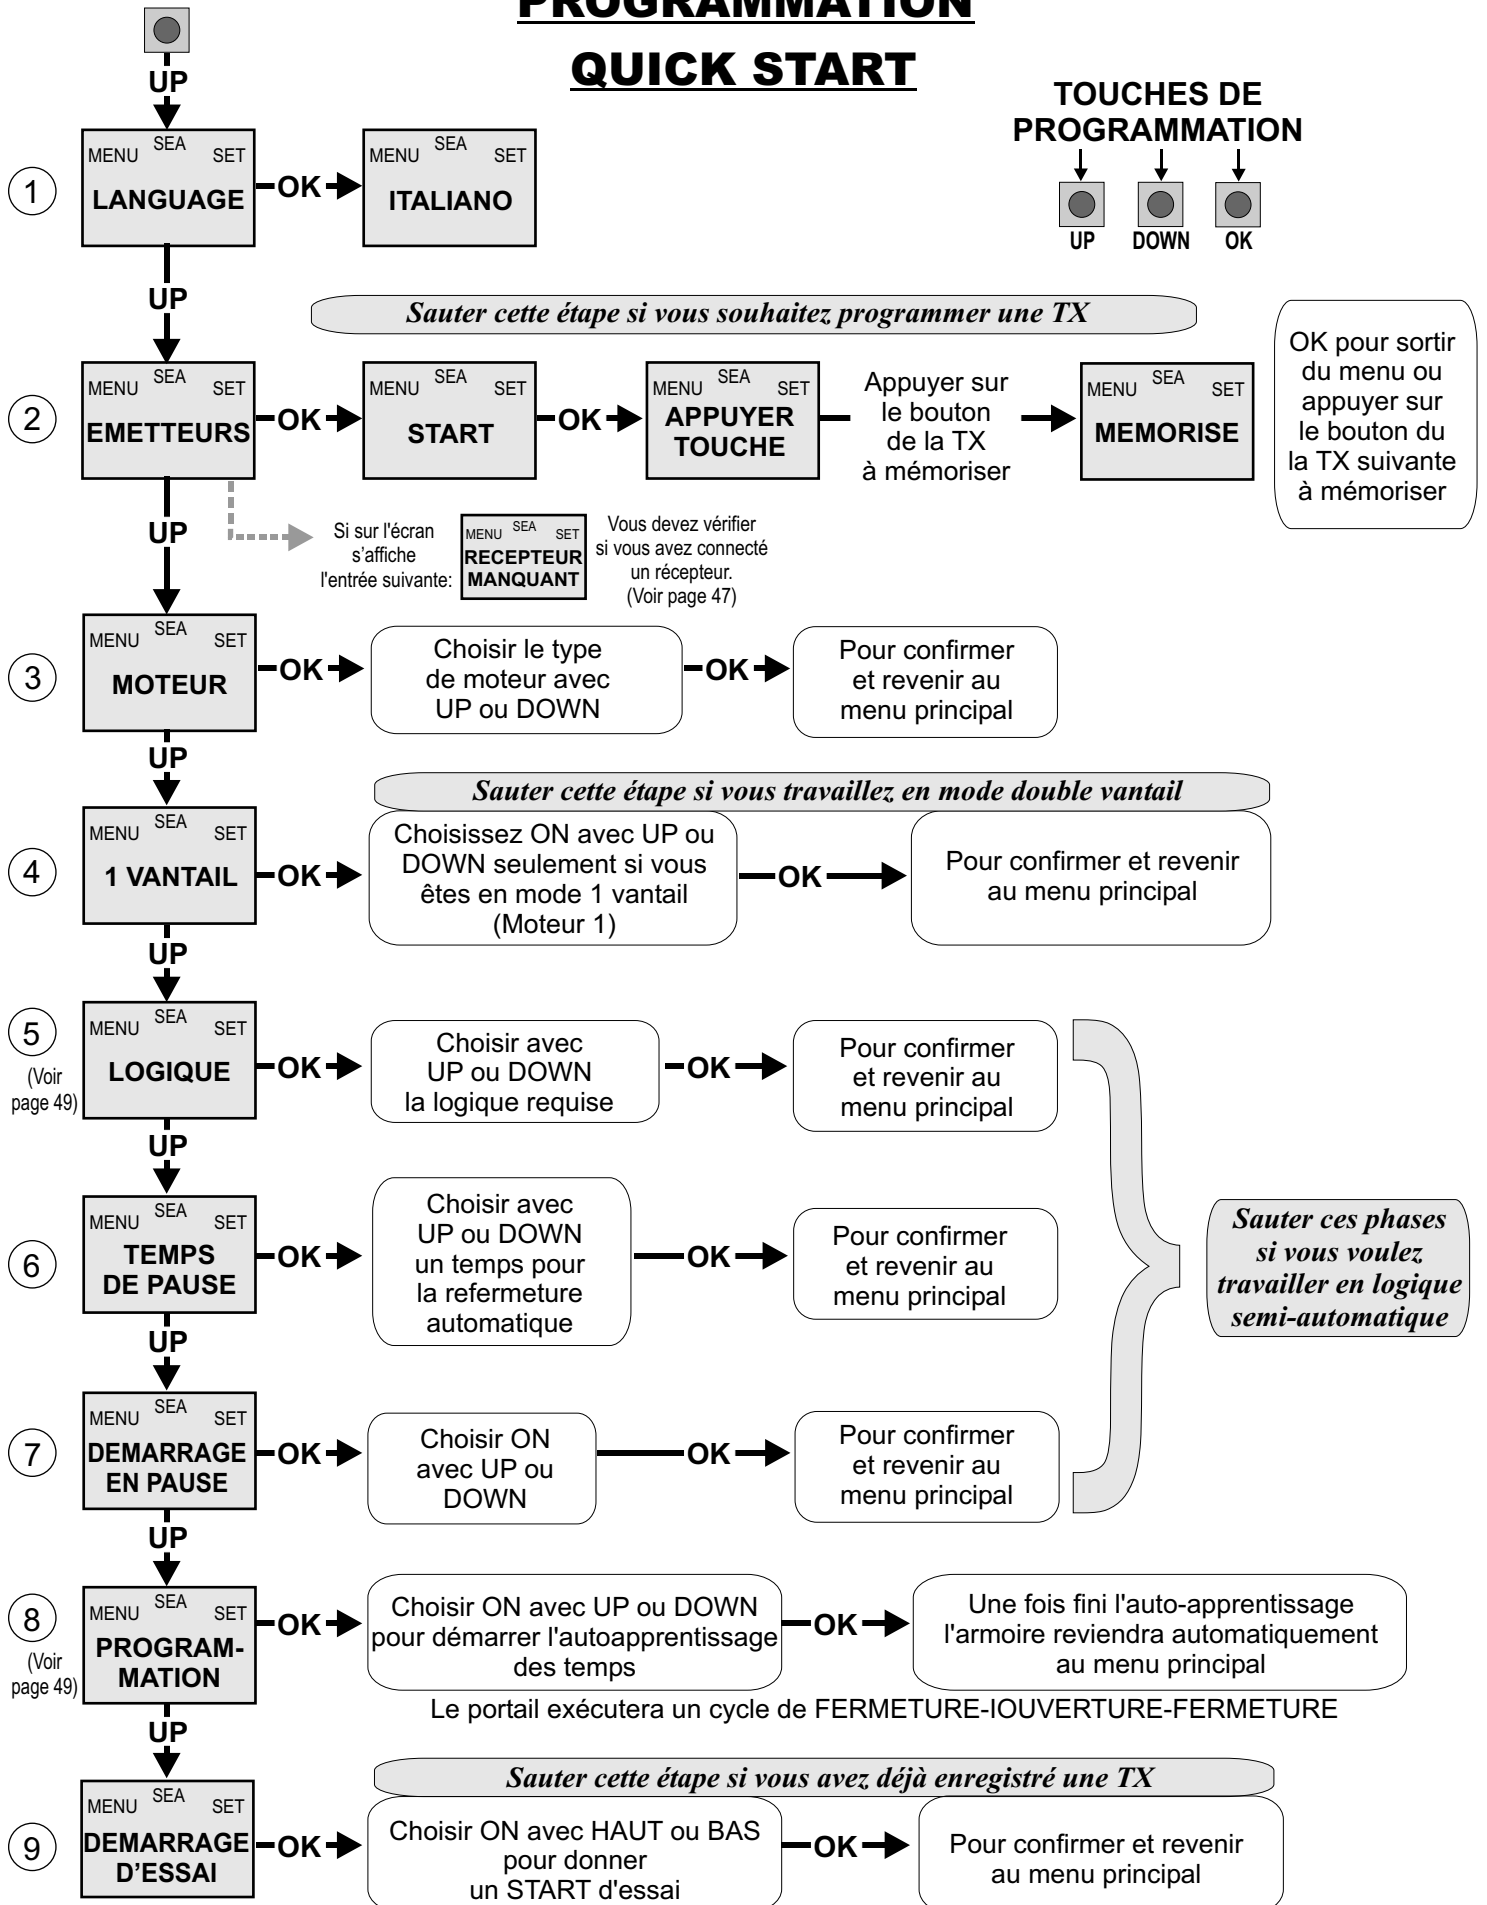 PROGRAMMATION
QUICK START
UP
TOUCHES DE
PROGRAMMATION
UP DOWN OK
1
MENU SEA SET
LANGUAGE
OK
MENU SEA SET
ITALIANO
UP
Sauter cette étape si vous souhaitez programmer une TX
2
MENU SEA SET
EMETTEURS
OK
MENU SEA SET
START
OK
MENU SEA SET
APPUYER
TOUCHE
Appuyer sur
le bouton
de la TX
à mémoriser
MENU SEA SET
MEMORISE
OK pour sortir
du menu ou
appuyer sur
le bouton du
la TX suivante
à mémoriser
UP
Si sur l'écran
s’affiche
l'entrée suivante:
MENU SEA SET
RECEPTEUR
MANQUANT
Vous devez vérifier
si vous avez connecté
un récepteur.
(Voir page 47)
3
MENU SEA SET
MOTEUR
OK
Choisir le type
de moteur avec
UP ou DOWN
OK
Pour confirmer
et revenir au
menu principal
UP
Sauter cette étape si vous travaillez en mode double vantail
4
MENU SEA SET
1 VANTAIL
OK
Choisissez ON avec UP ou
DOWN seulement si vous
êtes en mode 1 vantail
(Moteur 1)
OK
Pour confirmer et revenir
au menu principal
UP
5
(Voir
page 49)
MENU SEA SET
LOGIQUE
OK
Choisir avec
UP ou DOWN
la logique requise
OK
Pour confirmer
et revenir au
menu principal
UP
6
MENU SEA SET
TEMPS
DE PAUSE
OK
Choisir avec
UP ou DOWN
un temps pour
la refermeture
automatique
OK
Pour confirmer
et revenir au
menu principal
Sauter ces phases
si vous voulez
travailler en logique
semi-automatique
UP
7
MENU SEA SET
DEMARRAGE
EN PAUSE
OK
Choisir ON
avec UP ou
DOWN
OK
Pour confirmer
et revenir au
menu principal
UP
8
(Voir
page 49)
MENU SEA SET
PROGRAM-
MATION
OK
Choisir ON avec UP ou DOWN
pour démarrer l'autoapprentissage
des temps
OK
Une fois fini l'auto-apprentissage
l'armoire reviendra automatiquement
au menu principal
Le portail exécutera un cycle de FERMETURE-IOUVERTURE-FERMETURE
UP
Sauter cette étape si vous avez déjà enregistré une TX
9
MENU SEA SET
DEMARRAGE
D’ESSAI
OK
Choisir ON avec HAUT ou BAS
pour donner
un START d'essai
OK
Pour confirmer et revenir
au menu principal